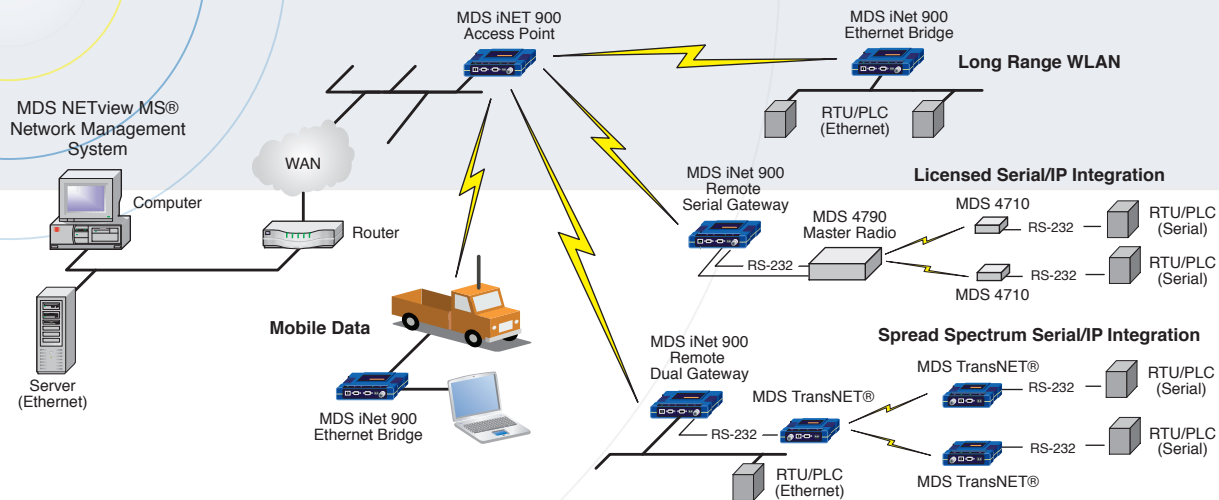 MDS iNET 900
Access Point
MDS iNet 900
Ethernet Bridge
Long Range WLAN
RTU/PLC
(Ethernet)
MDS NETview MS®
Network Management
System
Computer
WAN
Router
Server
(Ethernet)
Mobile Data
MDS iNet 900
Ethernet Bridge
MDS iNet 900
Remote
Serial Gateway
Licensed Serial/IP Integration
MDS 4790
Master Radio
RS-232
MDS 4710
RS-232
RTU/PLC
(Serial)
MDS 4710
RS-232
RTU/PLC
(Serial)
Spread Spectrum Serial/IP Integration
MDS iNet 900
Remote
Dual Gateway
RS-232
MDS TransNET®
MDS TransNET®
RS-232
RTU/PLC
(Serial)
MDS TransNET®
RS-232
RTU/PLC
(Serial)
RTU/PLC
(Ethernet)